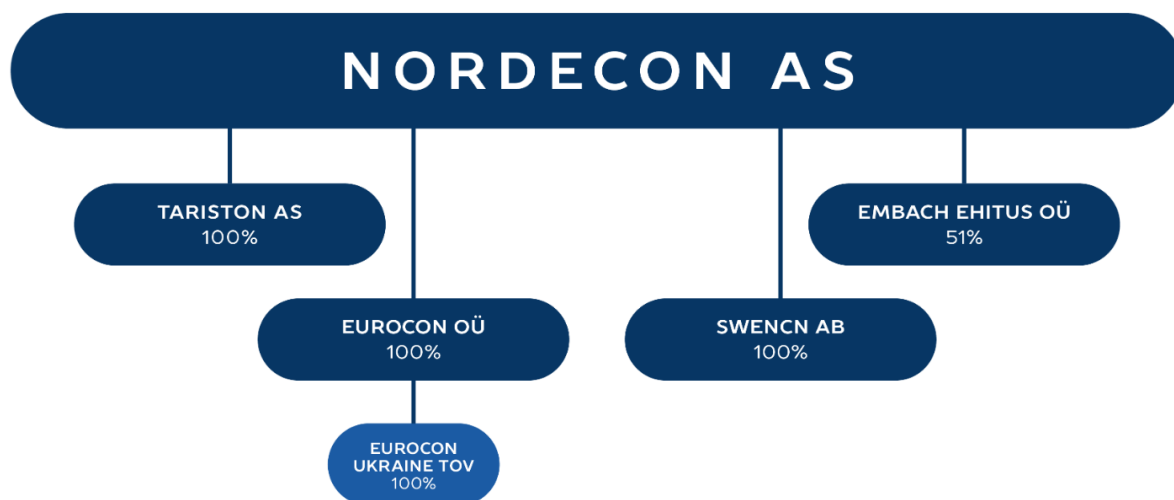 NORDECON AS
TARISTON AS
100%
EMBACH EHITUS OÜ
51%
EUROCON OÜ
100%
SWENCN AB
100%
EUROCON
UKRAINE TOV
100%